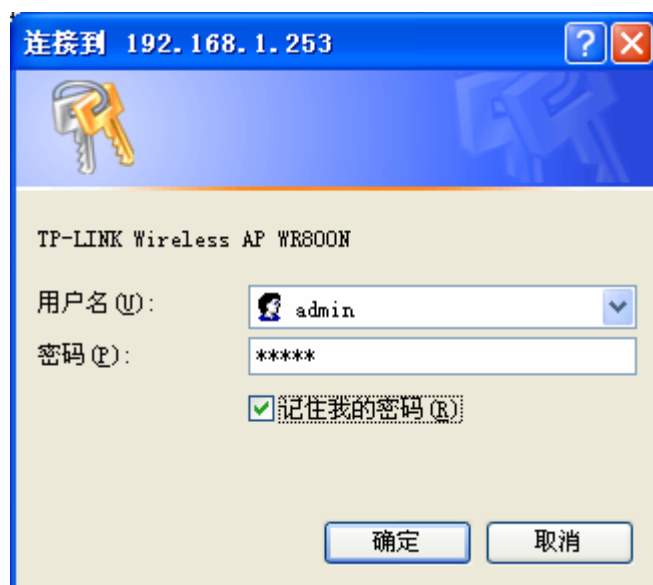 连接到 192.168.1.253
TP-LINK Wireless AP WR800N
用户名(U):
admin
密码(P):
*****
记住我的密码(R)
确定
取消